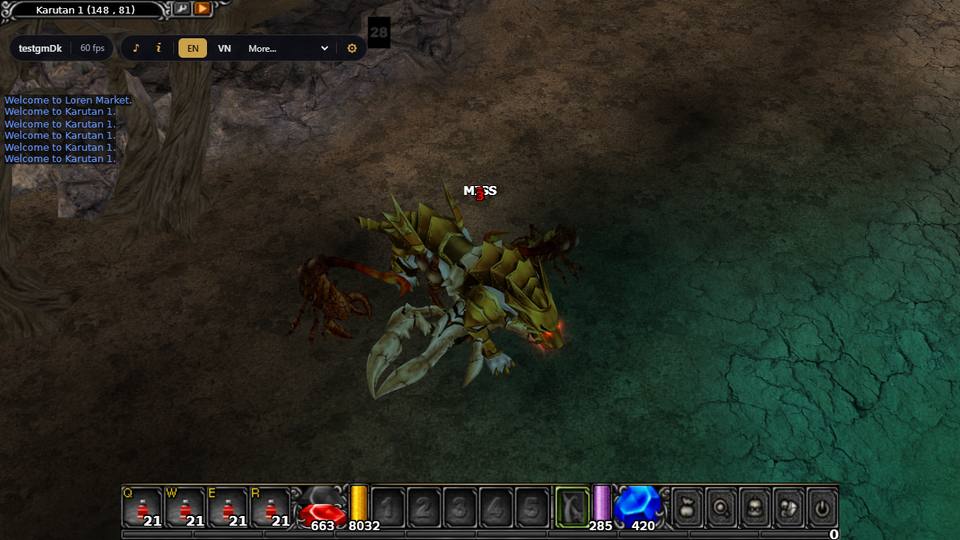 Karutan 1 (148 , 81)
28
testgmDk 60 fps i EN VN More...
Welcome to Loren Market.
Welcome to Karutan 1.
Welcome to Karutan 1.
Welcome to Karutan 1.
Welcome to Karutan 1.
Welcome to Karutan 1.
MISS
3
Q W E R
1 2 3 4 5
21 21 21 21 663 8032 285 420
0